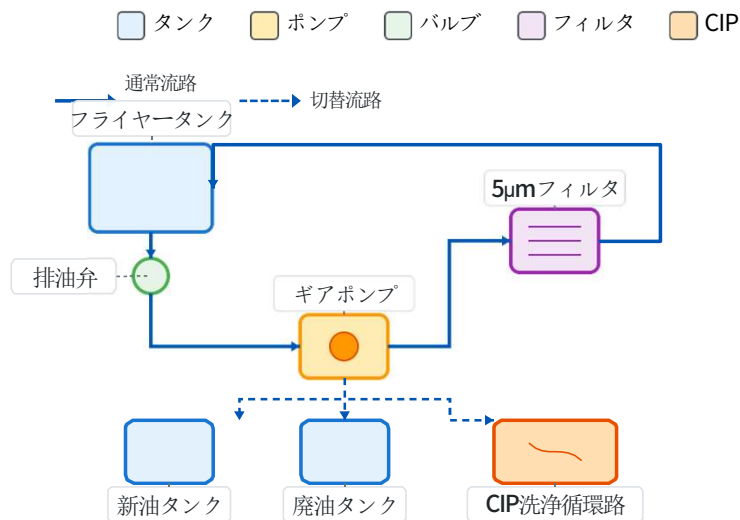 タンク
ポンプ
バルブ
フィルタ
CIP
通常流路
切替流路
フライヤータンク
5μmフィルタ
排油弁
ギアポンプ
新油タンク
廃油タンク
CIP洗浄循環路